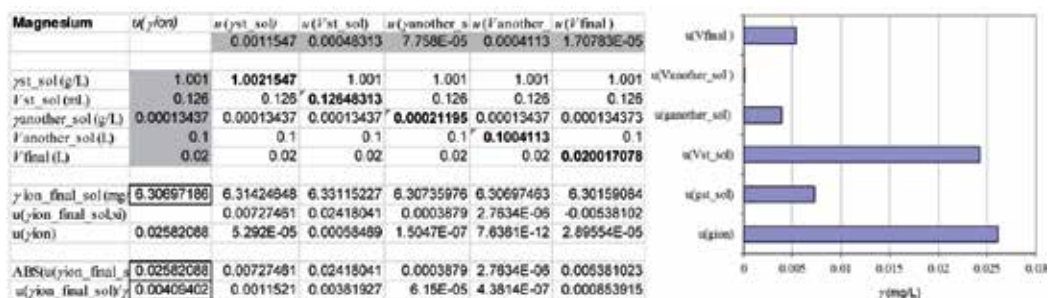 Magnesium u(γion) u(γst_sol) u(Vst_sol) u(γanother_s u(Vanother_ u(Vfinal)
0.0011547 0.00048313 7.758E-05 0.0004113 1.70783E-05
γst_sol (g/L) 1.001 1.0021547 1.001 1.001 1.001 1.001
Vst_sol (mL) 0.126 0.126 0.12648313 0.126 0.126 0.126
γanother_sol (g/L) 0.00013437 0.00013437 0.00013437 0.00021195 0.00013437 0.000134373
Vanother_sol (L) 0.1 0.1 0.1 0.1 0.1004113 0.1
Vfinal (L) 0.02 0.02 0.02 0.02 0.02 0.020017078
γion_final_sol (mg 6.30697186 6.31424648 6.33115227 6.30735976 6.30697463 6.30159084
u(γion_final_sol,xi) 0.00727461 0.02418041 0.0003879 2.7634E-06 -0.00538102
u(γion) 0.02582088 5.292E-05 0.00058469 1.5047E-07 7.6361E-12 2.89554E-05
ABS(u(γion_final_s 0.02582088 0.00727461 0.02418041 0.0003879 2.7634E-06 0.005381023
u(γion_final_sol)/γ 0.00409402 0.0011521 0.00381927 6.15E-05 4.3814E-07 0.000853915
u(Vfinal )
u(Vanother_sol )
u(ganother_sol)
u(Vst_sol)
u(gst_sol)
u(gion)
0 0.005 0.01 0.015 0.02 0.025 0.03
γ(mg/L)